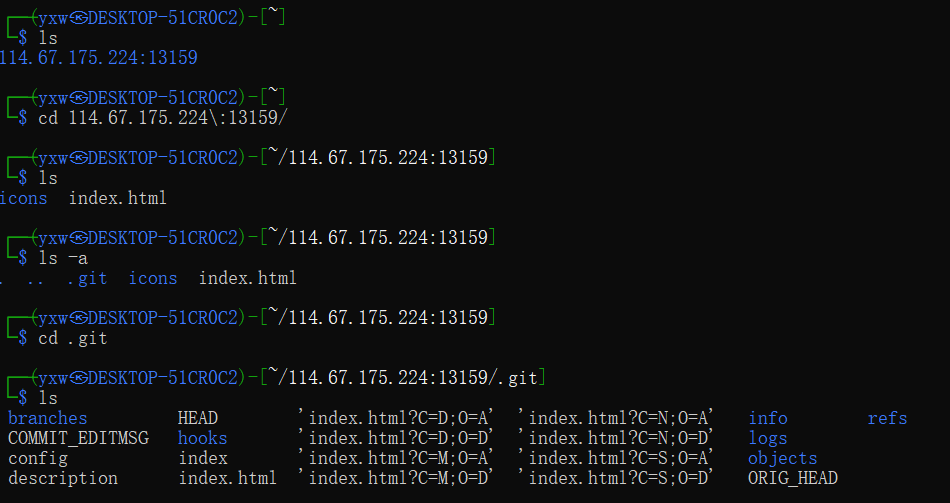 ┌──(yxw㉿DESKTOP-51CR0C2)-[~]
└─$ ls
114.67.175.224:13159
┌──(yxw㉿DESKTOP-51CR0C2)-[~]
└─$ cd 114.67.175.224\:13159/
┌──(yxw㉿DESKTOP-51CR0C2)-[~/114.67.175.224:13159]
└─$ ls
icons  index.html
┌──(yxw㉿DESKTOP-51CR0C2)-[~/114.67.175.224:13159]
└─$ ls -a
.  ..  .git  icons  index.html
┌──(yxw㉿DESKTOP-51CR0C2)-[~/114.67.175.224:13159]
└─$ cd .git
┌──(yxw㉿DESKTOP-51CR0C2)-[~/114.67.175.224:13159/.git]
└─$ ls
branches        HEAD        'index.html?C=D;O=A'  'index.html?C=N;O=A'   info       refs
COMMIT_EDITMSG  hooks       'index.html?C=D;O=D'  'index.html?C=N;O=D'   logs
config          index       'index.html?C=M;O=A'  'index.html?C=S;O=A'   objects
description     index.html  'index.html?C=M;O=D'  'index.html?C=S;O=D'   ORIG_HEAD